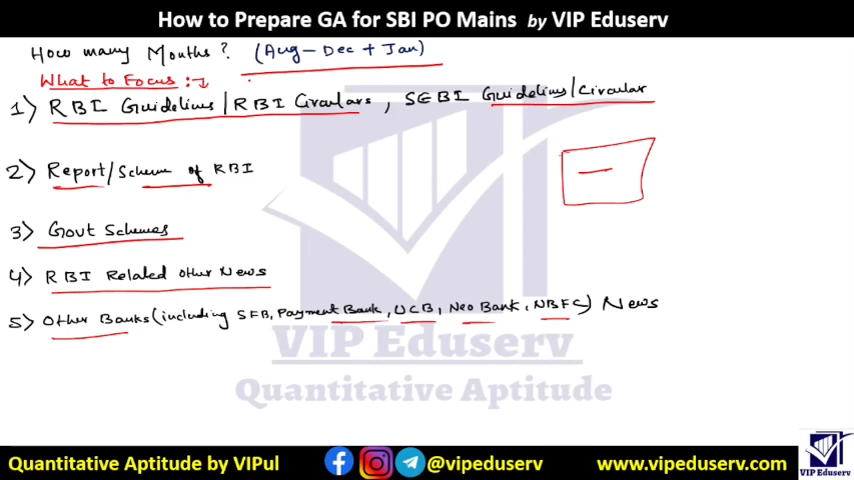 How to Prepare GA for SBI PO Mains by VIP Eduserv
How many Months? (Aug - Dec + Jan)
What to Focus :-
1) RBI Guidelines/RBI Circulars, SEBI Guidelines/Circular
2) Report/Scheme of RBI
3) Govt Schemes
4) RBI Related Other News
5) Other Banks (including SFB, Payment Bank, UCB, Neo Bank, NBFC) News
VIP Eduserv
Quantitative Aptitude
Quantitative Aptitude by VIPul @vipeduserv www.vipeduserv.com